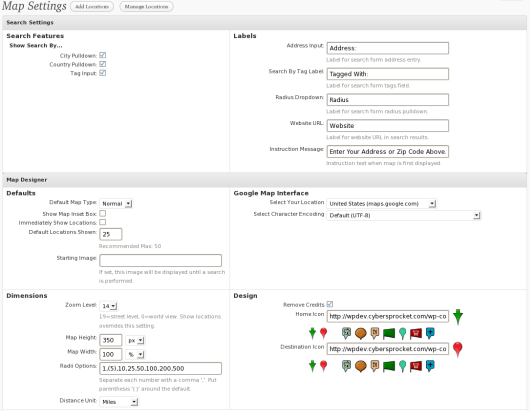 Map Settings Add Locations Manage Locations
Search Settings
Search Features
Show Search By...
City Pulldown:
Country Pulldown:
Tag Input:
Labels
Address Input: Address:
Label for search form address entry.
Search By Tag Label: Tagged With:
Label for search form tags field.
Radius Dropdown: Radius
Label for search form radius pulldown.
Website URL: Website
Label for website URL in search results.
Instruction Message: Enter Your Address or Zip Code Above.
Instruction text when map is first displayed.
Map Designer
Defaults
Default Map Type: Normal
Show Map Inset Box:
Immediately Show Locations:
Default Locations Shown: 25
Recommended Max: 50
Starting Image:
If set, this image will be displayed until a search
is performed.
Google Map Interface
Select Your Location United States (maps.google.com)
Select Character Encoding Default (UTF-8)
Dimensions
Zoom Level: 14
19=street level, 0=world view. Show locations
overrides this setting.
Map Height: 350 px
Map Width: 100 %
Radii Options: 1,(5),10,25,50,100,200,500
Separate each number with a comma ','. Put
parenthesis '( )' around the default.
Distance Unit: Miles
Design
Remove Credits
Home Icon http://wpdev.cybersprocket.com/wp-co
Destination Icon http://wpdev.cybersprocket.com/wp-co